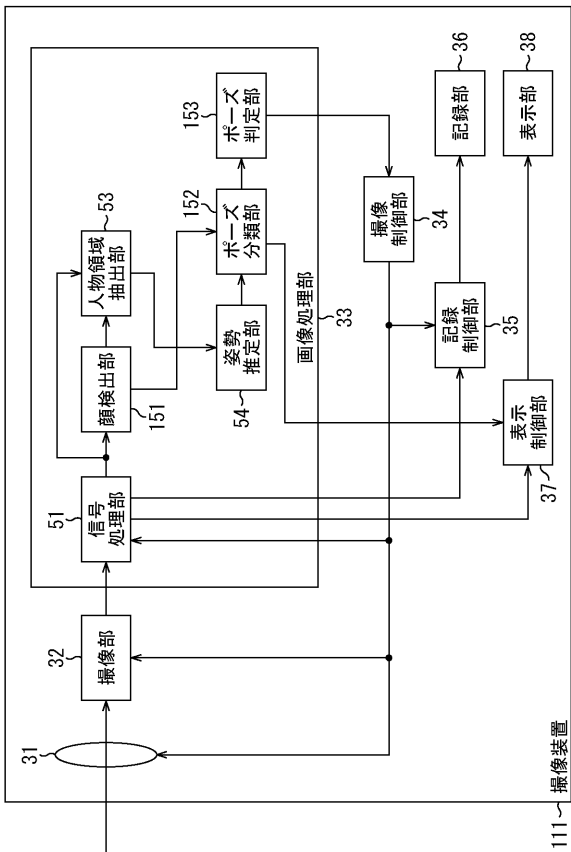 111
撮像装置
31
32
撮像部
画像処理部
33
51
信号
処理部
顔検出部
151
53
人物領域
抽出部
姿勢
推定部
54
152
ポーズ
分類部
153
ポーズ
判定部
撮像
制御部
34
記録
制御部
35
36
記録部
表示
制御部
37
38
表示部